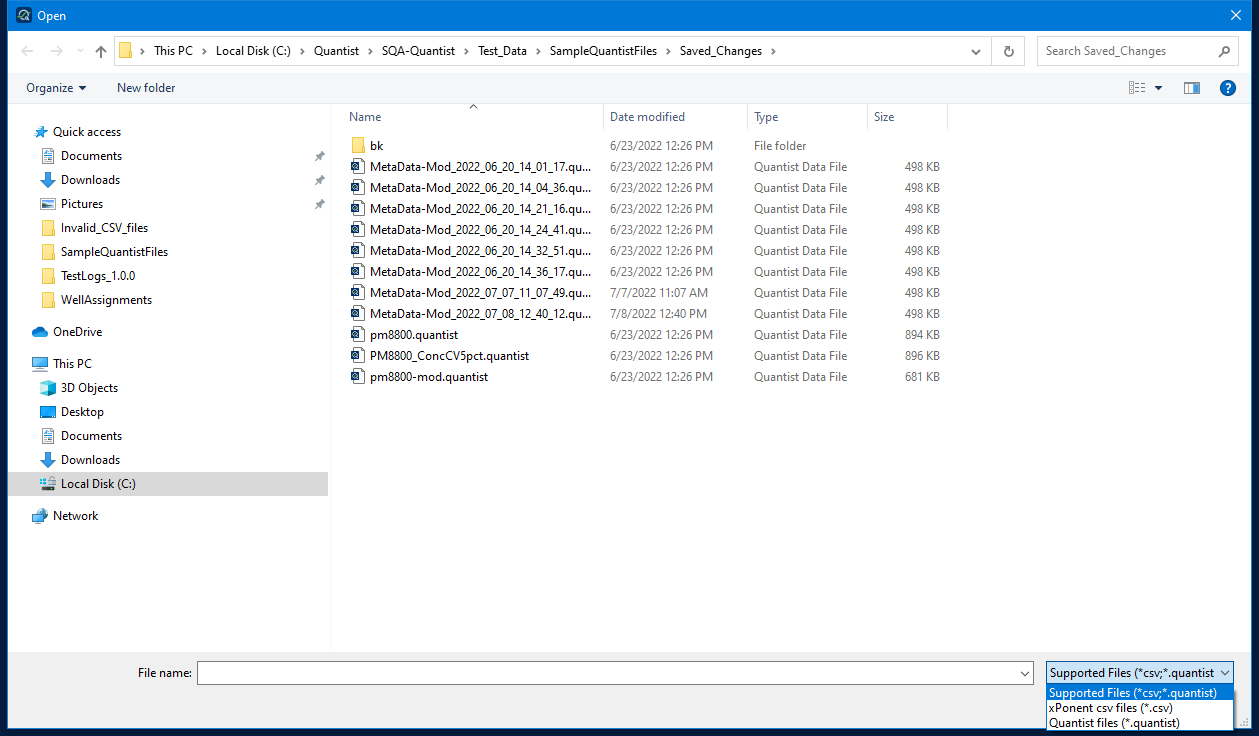 Open
This PC > Local Disk (C:) > Quantist > SQA-Quantist > Test_Data > SampleQuantistFiles > Saved_Changes >
Search Saved_Changes
Organize New folder
?
Name Date modified Type Size
Quick access
Documents
Downloads
Pictures
Invalid_CSV_files
SampleQuantistFiles
TestLogs_1.0.0
WellAssignments
OneDrive
This PC
3D Objects
Desktop
Documents
Downloads
Local Disk (C:)
Network
bk 6/23/2022 12:26 PM File folder
MetaData-Mod_2022_06_20_14_01_17.qu... 6/23/2022 12:26 PM Quantist Data File 498 KB
MetaData-Mod_2022_06_20_14_04_36.qu... 6/23/2022 12:26 PM Quantist Data File 498 KB
MetaData-Mod_2022_06_20_14_21_16.qu... 6/23/2022 12:26 PM Quantist Data File 498 KB
MetaData-Mod_2022_06_20_14_24_41.qu... 6/23/2022 12:26 PM Quantist Data File 498 KB
MetaData-Mod_2022_06_20_14_32_51.qu... 6/23/2022 12:26 PM Quantist Data File 498 KB
MetaData-Mod_2022_06_20_14_36_17.qu... 6/23/2022 12:26 PM Quantist Data File 498 KB
MetaData-Mod_2022_07_07_11_07_49.qu... 7/7/2022 11:07 AM Quantist Data File 498 KB
MetaData-Mod_2022_07_08_12_40_12.qu... 7/8/2022 12:40 PM Quantist Data File 498 KB
pm8800.quantist 6/23/2022 12:26 PM Quantist Data File 894 KB
PM8800_ConcCV5pct.quantist 6/23/2022 12:26 PM Quantist Data File 896 KB
pm8800-mod.quantist 6/23/2022 12:26 PM Quantist Data File 681 KB
File name:
Supported Files (*csv;*.quantist
Supported Files (*csv;*.quantist)
xPonent csv files (*.csv)
Quantist files (*.quantist)